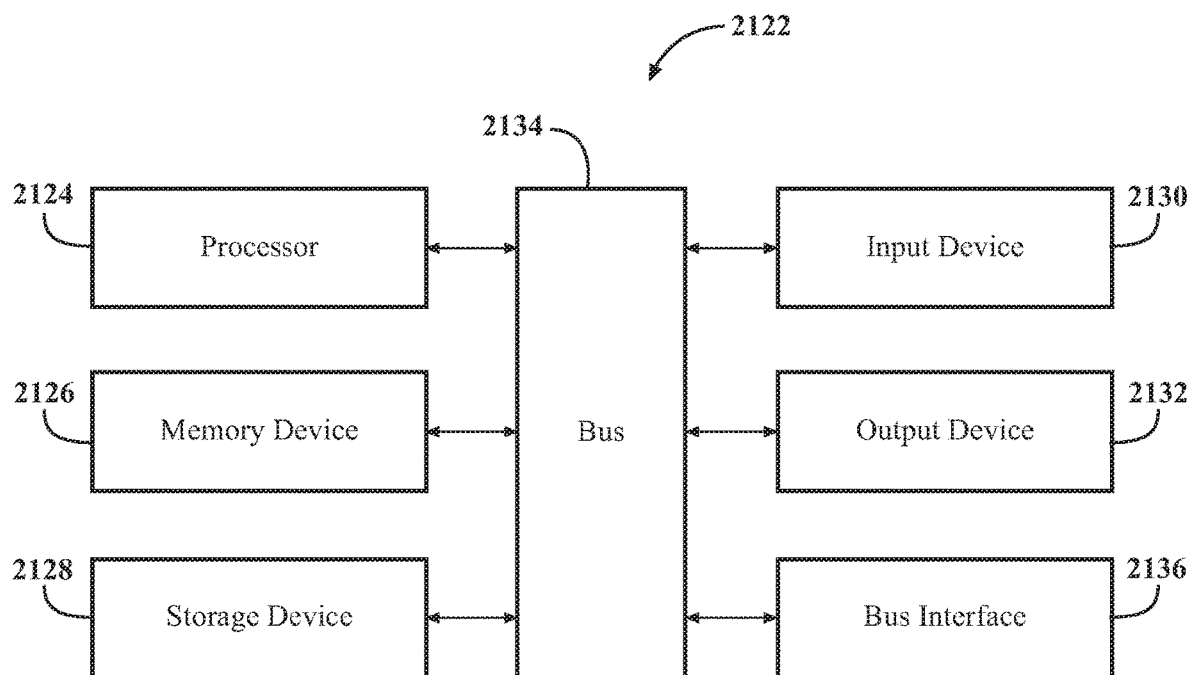 2122
2134
2124
Processor
2130
Input Device
2126
Memory Device
Bus
2132
Output Device
2128
Storage Device
2136
Bus Interface